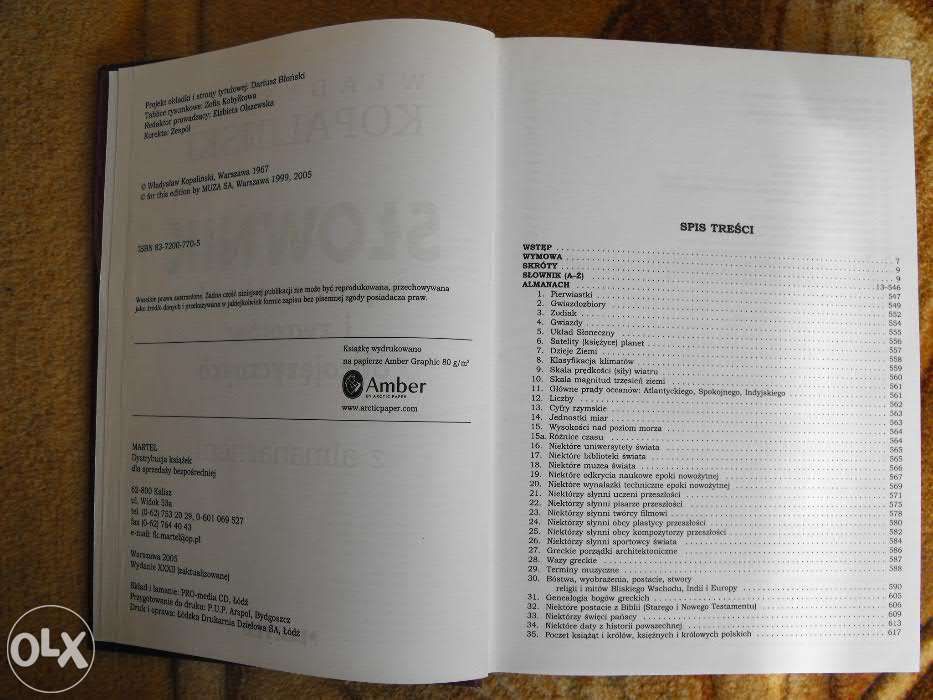 Projekt okładki i strony tytułowej: Dariusz Błoński
Tablice rysunkowe: Zofia Kobyłkowa
Redaktor prowadzący: Elżbieta Olszewska
Korekta: Zespół
© Władysław Kopaliński, Warszawa 1967
© for this edition by MUZA SA, Warszawa 1999, 2005
ISBN 83-7200-770-5
Wszelkie prawa zastrzeżone. Żadna część niniejszej publikacji nie może być reprodukowana, przechowywana
jako źródło danych i przekazywana w jakiejkolwiek formie zapisu bez pisemnej zgody posiadacza praw.
Książkę wydrukowano
na papierze Amber Graphic 80 g/m²
Amber
BY ARCTIC PAPER
www.arcticpaper.com
MARTEL
Dystrybucja książek
dla sprzedaży bezpośredniej
62-800 Kalisz
ul. Widok 53a
tel. (0-62) 753 20 29, 0-601 069 527
fax (0-62) 764 40 43
e-mail: fk.martel@op.pl
Warszawa 2005
Wydanie XXXII (zaktualizowane)
Skład i łamanie: PRO-media CD, Łódź
Przygotowanie do druku: P.U.P. Arspol, Bydgoszcz
Druk i oprawa: Łódzka Drukarnia Dziełowa SA, Łódź
SPIS TREŚCI
WSTĘP 7
WYMOWA 9
SKRÓTY 9
SŁOWNIK (A–Ż) 13–546
ALMANACH 547
1. Pierwiastki 549
2. Gwiazdozbiory 552
3. Zodiak 554
4. Gwiazdy 555
5. Układ Słoneczny 556
6. Satelity (księżyce) planet 557
7. Dzieje Ziemi 558
8. Klasyfikacja klimatów 559
9. Skala prędkości (siły) wiatru 560
10. Skala magnitud trzęsień ziemi 561
11. Główne prądy oceanów: Atlantyckiego, Spokojnego, Indyjskiego 561
12. Liczby 562
13. Cyfry rzymskie 563
14. Jednostki miar 563
15. Wysokości nad poziom morza 564
15a. Różnice czasu 564
16. Niektóre uniwersytety świata 565
17. Niektóre biblioteki świata 565
18. Niektóre muzea świata 566
19. Niektóre odkrycia naukowe epoki nowożytnej 567
20. Niektóre wynalazki techniczne epoki nowożytnej 569
21. Niektórzy słynni uczeni przeszłości 571
22. Niektórzy słynni pisarze przeszłości 575
23. Niektórzy słynni twórcy filmowi 578
24. Niektórzy słynni obcy plastycy przeszłości 580
25. Niektórzy słynni obcy kompozytorzy przeszłości 582
26. Niektórzy słynni sportowcy świata 584
27. Greckie porządki architektoniczne 586
28. Wazy greckie 587
29. Terminy muzyczne 588
30. Bóstwa, wyobrażenia, postacie, stwory
religii i mitów Bliskiego Wschodu, Indii i Europy 590
31. Genealogia bogów greckich 605
32. Niektóre postacie z Biblii (Starego i Nowego Testamentu) 606
33. Niektórzy święci pańscy 609
34. Niektóre daty z historii powszechnej 613
35. Poczet książąt i królów, księżnych i królowych polskich 617
OLX